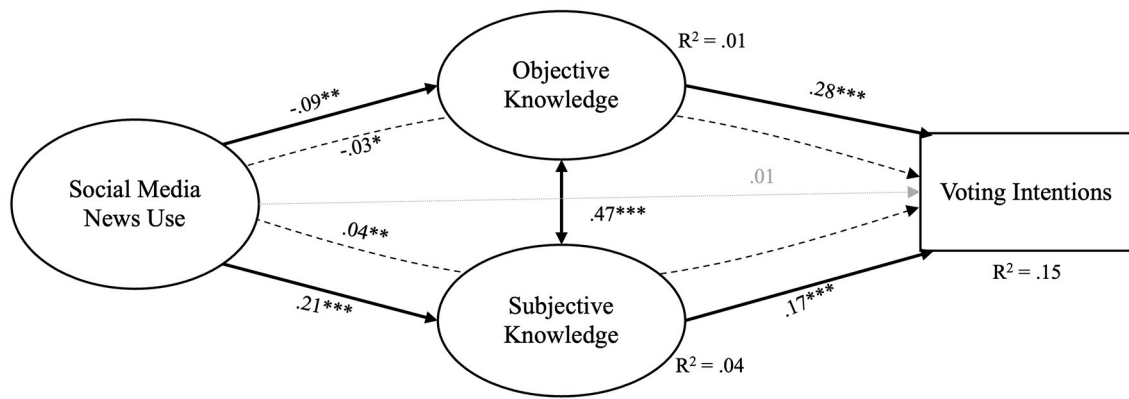 Objective
Knowledge
R² = .01
-.09**
.28***
-.03*
Social Media
News Use
.01
Voting Intentions
.47***
.04**
R² = .15
.21***
Subjective
Knowledge
.17***
R² = .04